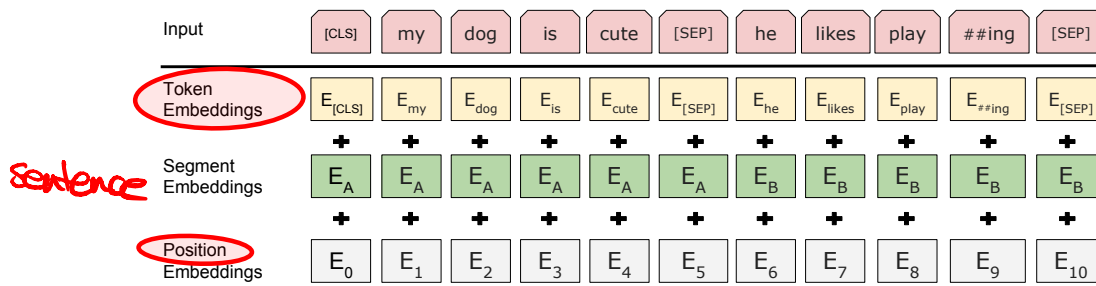 Input [CLS] my dog is cute [SEP] he likes play ##ing [SEP]
Token
Embeddings E[CLS] Emy Edog Eis Ecute E[SEP] Ehe Elikes Eplay E##ing E[SEP]
+ + + + + + + + + + +
sentence Segment
Embeddings EA EA EA EA EA EA EB EB EB EB EB
+ + + + + + + + + + +
Position
Embeddings E0 E1 E2 E3 E4 E5 E6 E7 E8 E9 E10